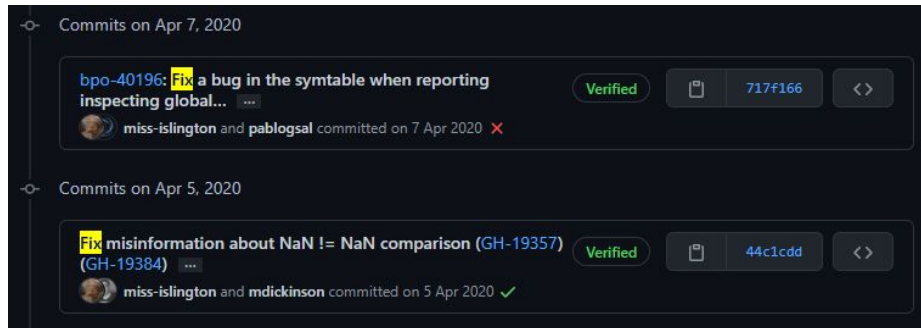 Commits on Apr 7, 2020
bpo-40196: Fix a bug in the symtable when reporting
inspecting global... ...
Verified
717f166
miss-islington and pablogsal committed on 7 Apr 2020
Commits on Apr 5, 2020
Fix misinformation about NaN != NaN comparison (GH-19357)
(GH-19384) ...
Verified
44c1cdd
miss-islington and mdickinson committed on 5 Apr 2020